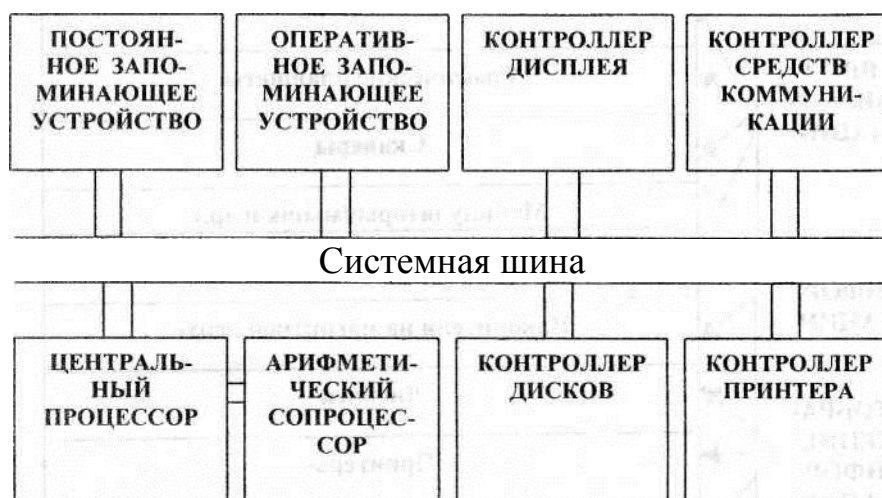 ПОСТОЯН-
НОЕ ЗАПО-
МИНАЮЩЕЕ
УСТРОЙСТВО
ОПЕРАТИВ-
НОЕ ЗАПО-
МИНАЮЩЕЕ
УСТРОЙСТВО
КОНТРОЛЛЕР
ДИСПЛЕЯ
КОНТРОЛЛЕР
СРЕДСТВ
КОММУНИ-
КАЦИИ
Системная шина
ЦЕНТРАЛЬ-
НЫЙ
ПРОЦЕССОР
АРИФМЕТИ-
ЧЕСКИЙ
СОПРОЦЕС-
СОР
КОНТРОЛЛЕР
ДИСКОВ
КОНТРОЛЛЕР
ПРИНТЕРА